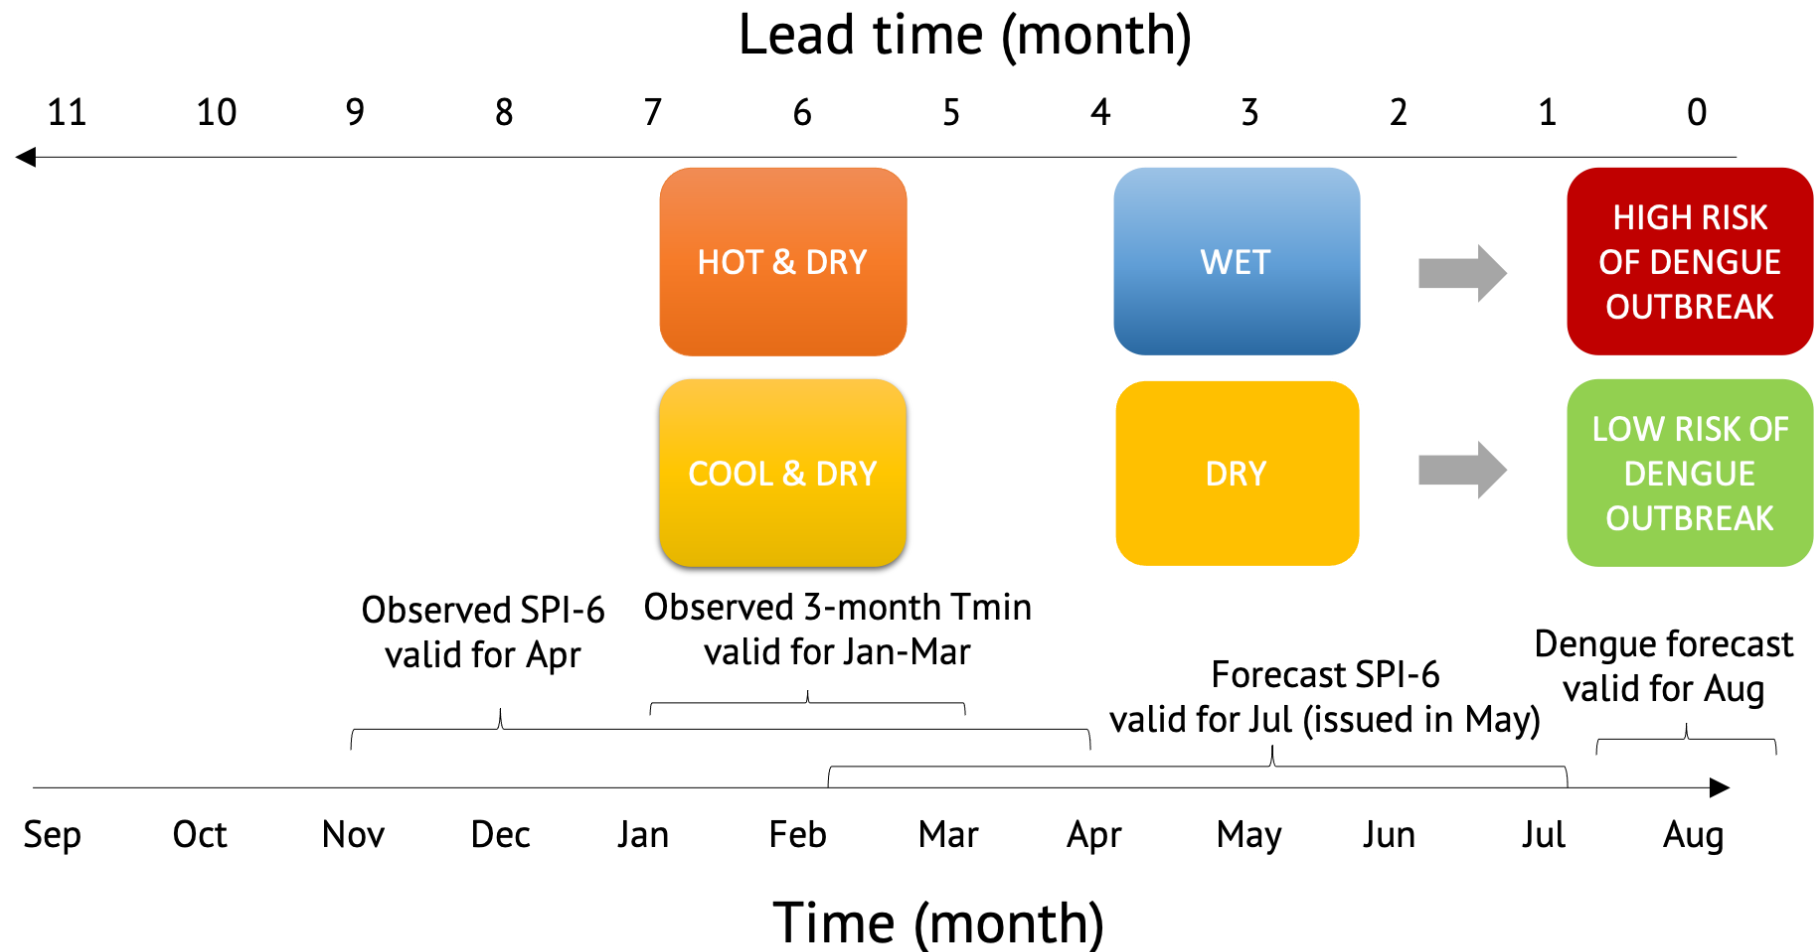 Lead time (month)
11 10 9 8 7 6 5 4 3 2 1 0
HOT & DRY
WET
HIGH RISK
OF DENGUE
OUTBREAK
COOL & DRY
DRY
LOW RISK OF
DENGUE
OUTBREAK
Observed SPI-6
valid for Apr
Observed 3-month Tmin
valid for Jan-Mar
Forecast SPI-6
valid for Jul (issued in May)
Dengue forecast
valid for Aug
Sep Oct Nov Dec Jan Feb Mar Apr May Jun Jul Aug
Time (month)